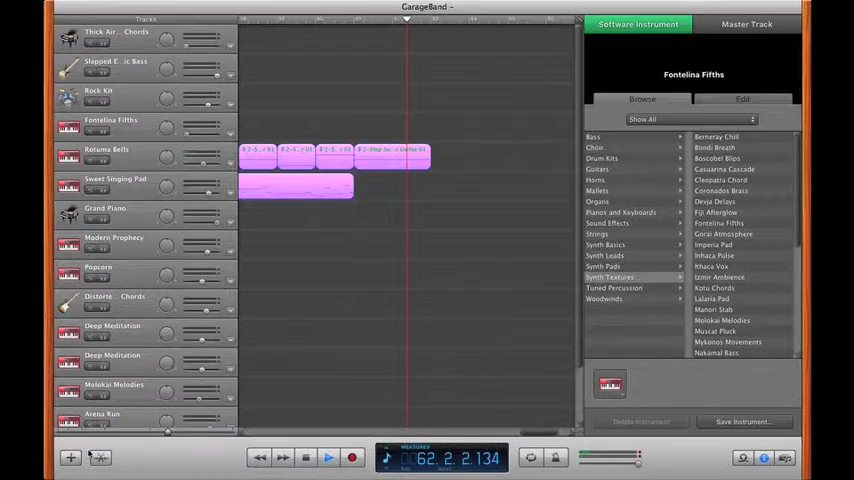 GarageBand -
Tracks
Thick Air... Chords
Slapped E...ic Bass
Rock Kit
Fontelina Fifths
Rotuma Bells
Sweet Singing Pad
Grand Piano
Modern Prophecy
Popcorn
Distorte... Chords
Deep Meditation
Deep Meditation
Molokai Melodies
Arena Run
MEASURES
62. 2. 2.134
Software Instrument
Master Track
Fontelina Fifths
Browse
Edit
Show All
Bass
Choir
Drum Kits
Guitars
Horns
Mallets
Organs
Pianos and Keyboards
Sound Effects
Strings
Synth Basics
Synth Leads
Synth Pads
Synth Textures
Tuned Percussion
Woodwinds
Berneray Chill
Bondi Breath
Boscobel Blips
Casuarina Cascade
Cleopatra Chord
Coronados Brass
Devja Delays
Fiji Afterglow
Fontelina Fifths
Gorai Atmosphere
Imperia Pad
Inhaca Pulse
Ithaca Vox
Izmir Ambience
Kotu Chords
Lalaria Pad
Manori Stab
Molokai Melodies
Muscat Pluck
Mykonos Movements
Nakamal Bass
Delete Instrument
Save Instrument...